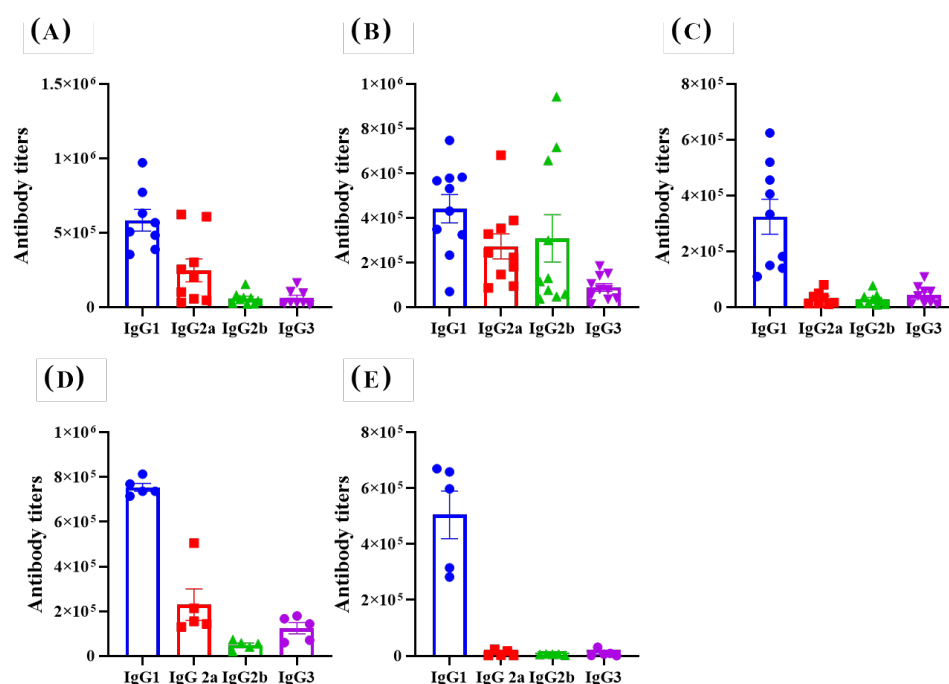 (A)
(B)
(C)
Antibody titers
1.5×10⁶
1×10⁶
5×10⁵
0
IgG1 IgG2a IgG2b IgG3
Antibody titers
1×10⁶
8×10⁵
6×10⁵
4×10⁵
2×10⁵
0
IgG1 IgG2a IgG2b IgG3
Antibody titers
8×10⁵
6×10⁵
4×10⁵
2×10⁵
0
IgG1 IgG2a IgG2b IgG3
(D)
(E)
Antibody titers
1×10⁶
8×10⁵
6×10⁵
4×10⁵
2×10⁵
0
IgG1 IgG 2a IgG2b IgG3
Antibody titers
8×10⁵
6×10⁵
4×10⁵
2×10⁵
0
IgG1 IgG 2a IgG2b IgG3